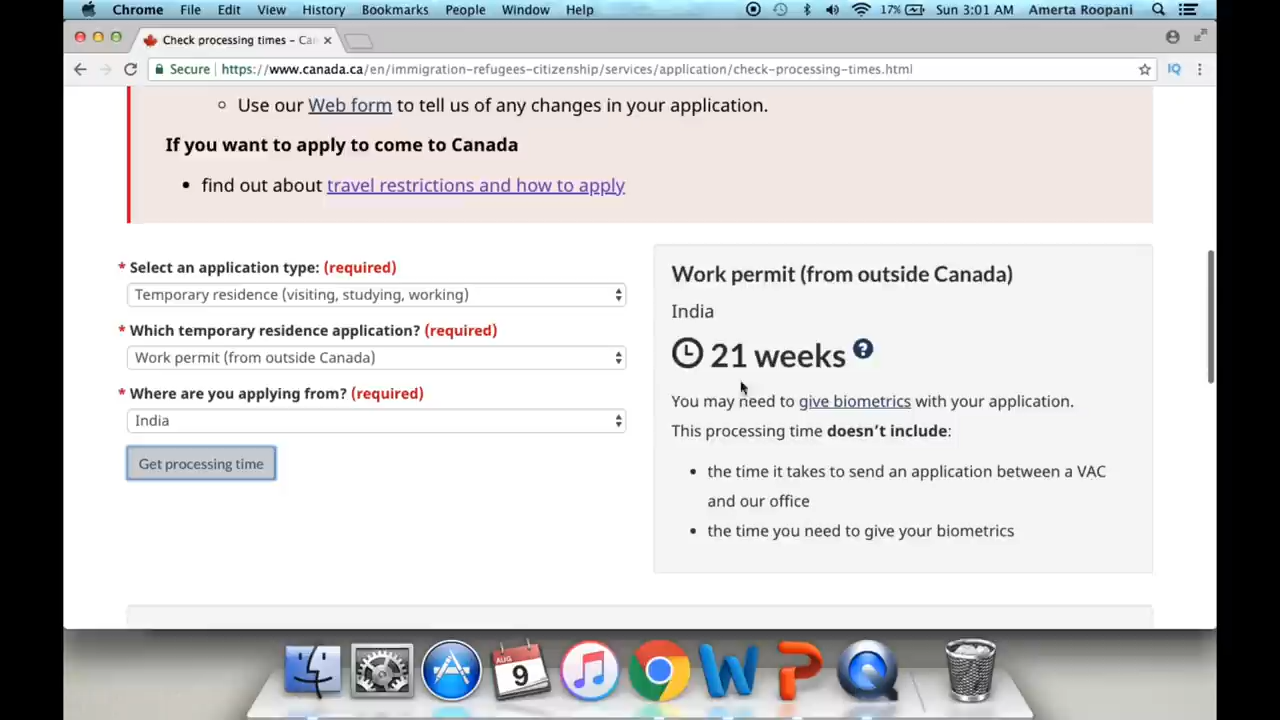 Chrome File Edit View History Bookmarks People Window Help 17% Sun 3:01 AM Amerta Roopani
Check processing times – Ca
Secure https://www.canada.ca/en/immigration-refugees-citizenship/services/application/check-processing-times.html IQ
Use our Web form to tell us of any changes in your application.
If you want to apply to come to Canada
find out about travel restrictions and how to apply
* Select an application type: (required)
Temporary residence (visiting, studying, working)
* Which temporary residence application? (required)
Work permit (from outside Canada)
* Where are you applying from? (required)
India
Get processing time
Work permit (from outside Canada)
India
21 weeks ?
You may need to give biometrics with your application.
This processing time doesn't include:
the time it takes to send an application between a VAC
and our office
the time you need to give your biometrics
AUG
9
W
P